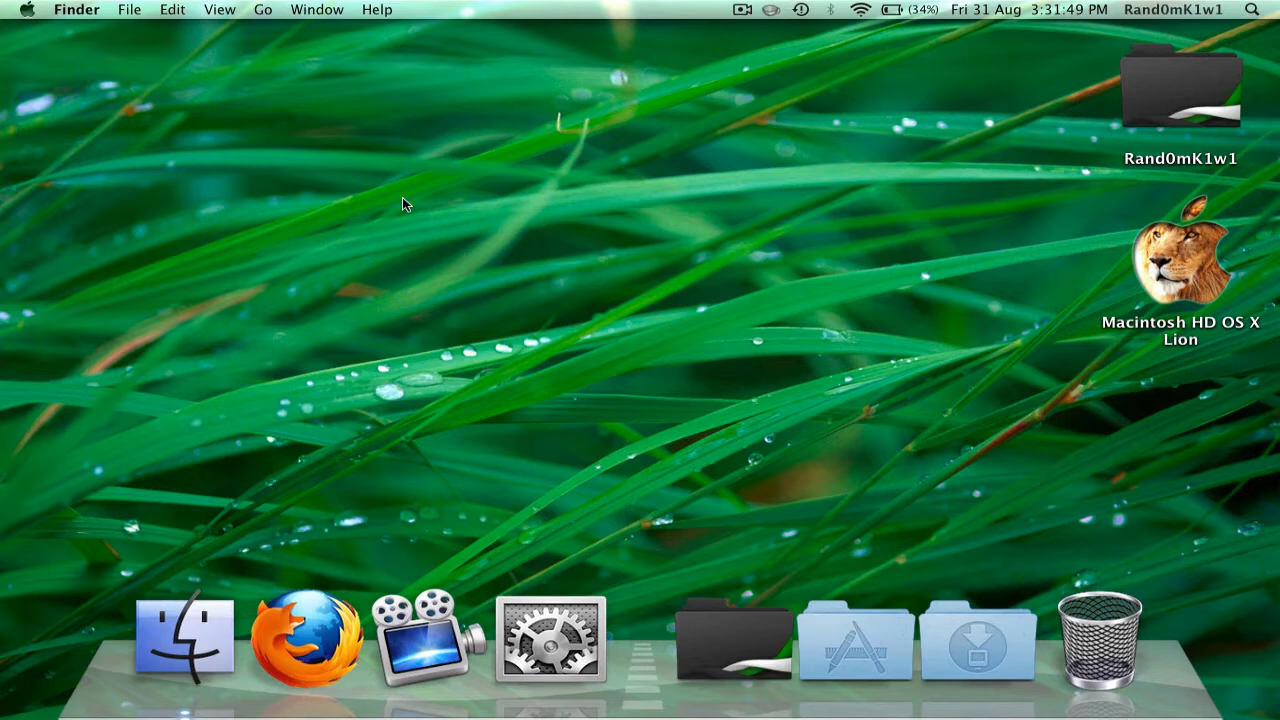 Finder File Edit View Go Window Help (34%) Fri 31 Aug 3:31:49 PM Rand0mK1w1
Rand0mK1w1
Macintosh HD OS X
Lion